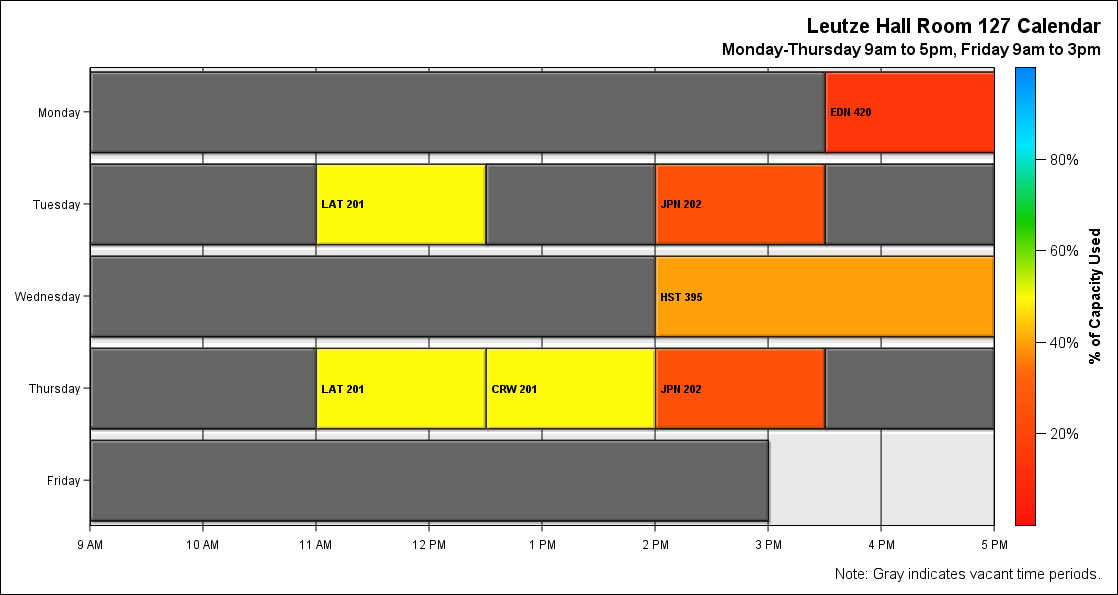 Leutze Hall Room 127 Calendar
Monday-Thursday 9am to 5pm, Friday 9am to 3pm
Monday
EDN 420
Tuesday
LAT 201
JPN 202
Wednesday
HST 395
Thursday
LAT 201
CRW 201
JPN 202
Friday
9 AM
10 AM
11 AM
12 PM
1 PM
2 PM
3 PM
4 PM
5 PM
80%
60%
40%
20%
% of Capacity Used
Note: Gray indicates vacant time periods.